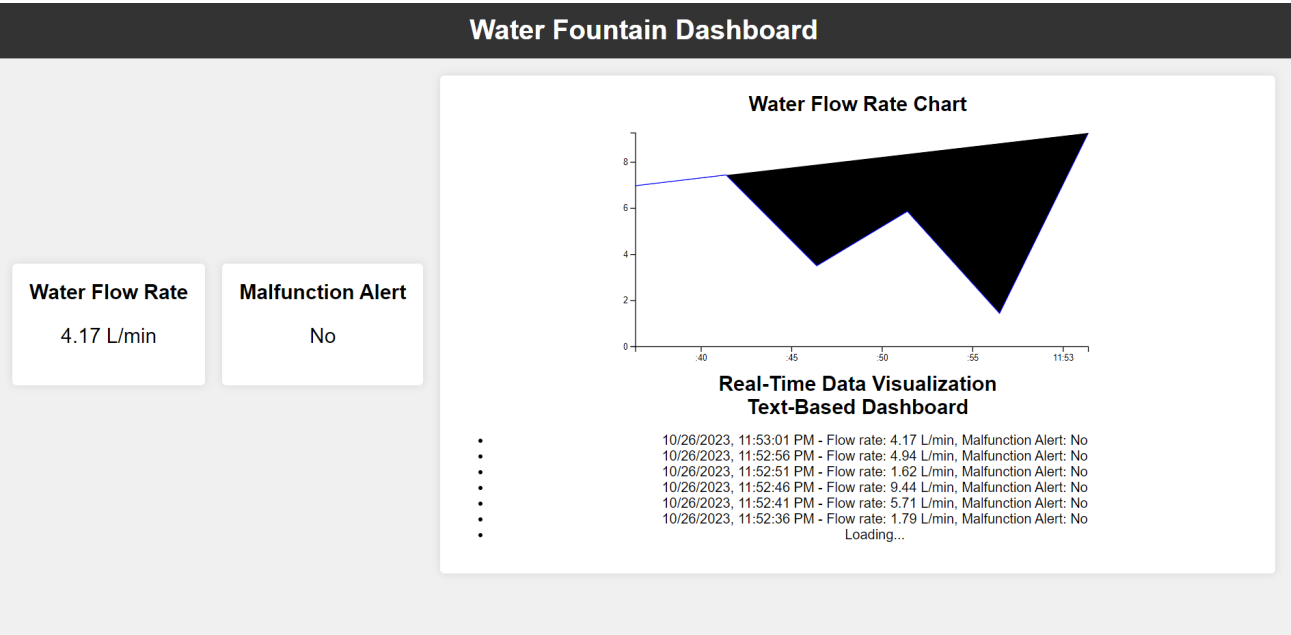 Water Fountain Dashboard
Water Flow Rate
4.17 L/min
Malfunction Alert
No
Water Flow Rate Chart
8
6
4
2
0
:40
:45
:50
:55
11:53
Real-Time Data Visualization
Text-Based Dashboard
10/26/2023, 11:53:01 PM - Flow rate: 4.17 L/min, Malfunction Alert: No
10/26/2023, 11:52:56 PM - Flow rate: 4.94 L/min, Malfunction Alert: No
10/26/2023, 11:52:51 PM - Flow rate: 1.62 L/min, Malfunction Alert: No
10/26/2023, 11:52:46 PM - Flow rate: 9.44 L/min, Malfunction Alert: No
10/26/2023, 11:52:41 PM - Flow rate: 5.71 L/min, Malfunction Alert: No
10/26/2023, 11:52:36 PM - Flow rate: 1.79 L/min, Malfunction Alert: No
Loading...